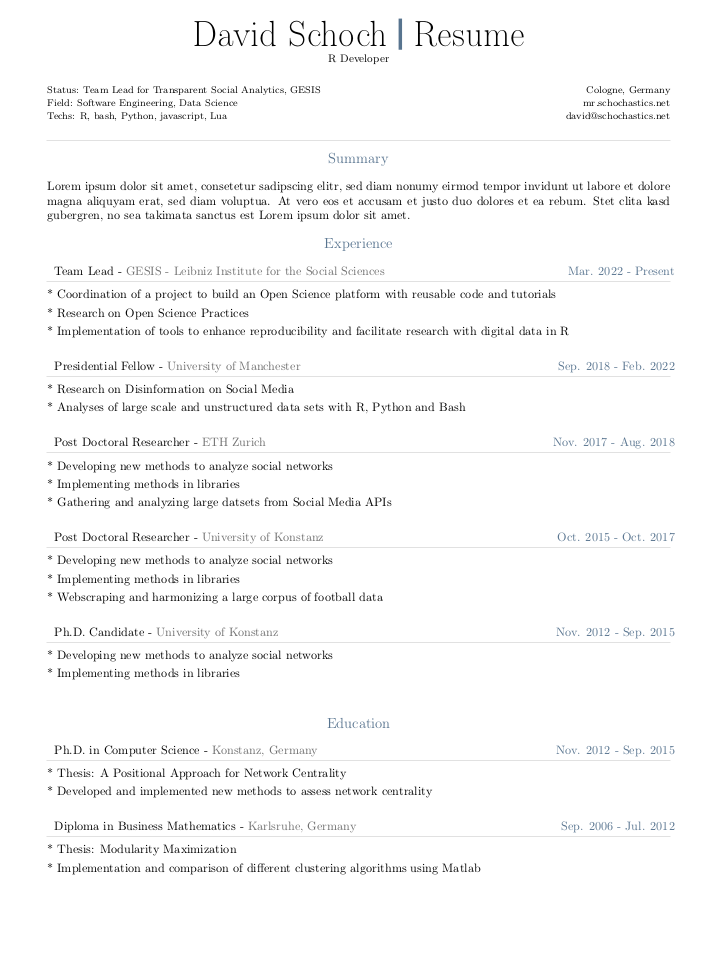 David Schoch | Resume
R Developer
Status: Team Lead for Transparent Social Analytics, GESIS
Cologne, Germany
Field: Software Engineering, Data Science
mr.schochastics.net
Techs: R, bash, Python, javascript, Lua
david@schochastics.net
Summary
Lorem ipsum dolor sit amet, consetetur sadipscing elitr, sed diam nonumy eirmod tempor invidunt ut labore et dolore
magna aliquyam erat, sed diam voluptua. At vero eos et accusam et justo duo dolores et ea rebum. Stet clita kasd
gubergren, no sea takimata sanctus est Lorem ipsum dolor sit amet.
Experience
Team Lead - GESIS - Leibniz Institute for the Social Sciences Mar. 2022 - Present
* Coordination of a project to build an Open Science platform with reusable code and tutorials
* Research on Open Science Practices
* Implementation of tools to enhance reproducibility and facilitate research with digital data in R
Presidential Fellow - University of Manchester Sep. 2018 - Feb. 2022
* Research on Disinformation on Social Media
* Analyses of large scale and unstructured data sets with R, Python and Bash
Post Doctoral Researcher - ETH Zurich Nov. 2017 - Aug. 2018
* Developing new methods to analyze social networks
* Implementing methods in libraries
* Gathering and analyzing large datsets from Social Media APIs
Post Doctoral Researcher - University of Konstanz Oct. 2015 - Oct. 2017
* Developing new methods to analyze social networks
* Implementing methods in libraries
* Webscraping and harmonizing a large corpus of football data
Ph.D. Candidate - University of Konstanz Nov. 2012 - Sep. 2015
* Developing new methods to analyze social networks
* Implementing methods in libraries
Education
Ph.D. in Computer Science - Konstanz, Germany Nov. 2012 - Sep. 2015
* Thesis: A Positional Approach for Network Centrality
* Developed and implemented new methods to assess network centrality
Diploma in Business Mathematics - Karlsruhe, Germany Sep. 2006 - Jul. 2012
* Thesis: Modularity Maximization
* Implementation and comparison of different clustering algorithms using Matlab